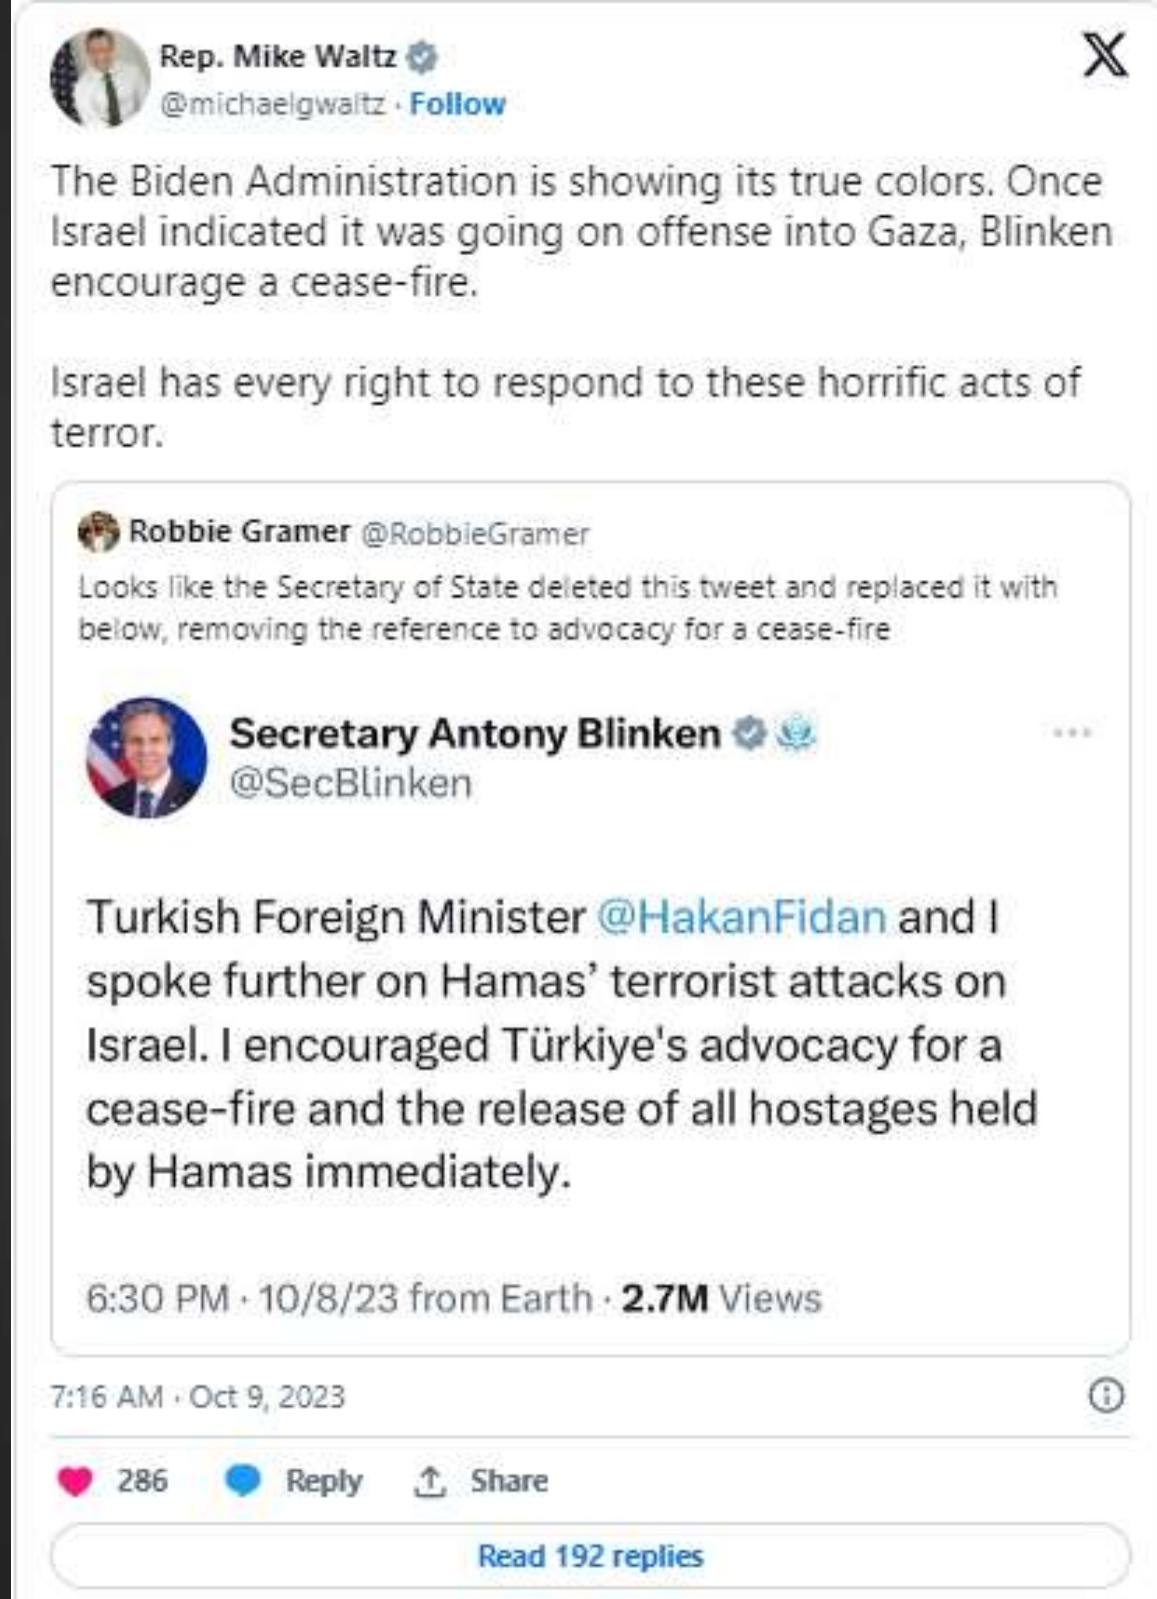 Rep. Mike Waltz
@michaelgwaltz · Follow
The Biden Administration is showing its true colors. Once
Israel indicated it was going on offense into Gaza, Blinken
encourage a cease-fire.
Israel has every right to respond to these horrific acts of
terror.
Robbie Gramer @RobbieGramer
Looks like the Secretary of State deleted this tweet and replaced it with
below, removing the reference to advocacy for a cease-fire
Secretary Antony Blinken
@SecBlinken
Turkish Foreign Minister @HakanFidan and I
spoke further on Hamas’ terrorist attacks on
Israel. I encouraged Türkiye's advocacy for a
cease-fire and the release of all hostages held
by Hamas immediately.
6:30 PM · 10/8/23 from Earth · 2.7M Views
7:16 AM · Oct 9, 2023
286 Reply Share
Read 192 replies